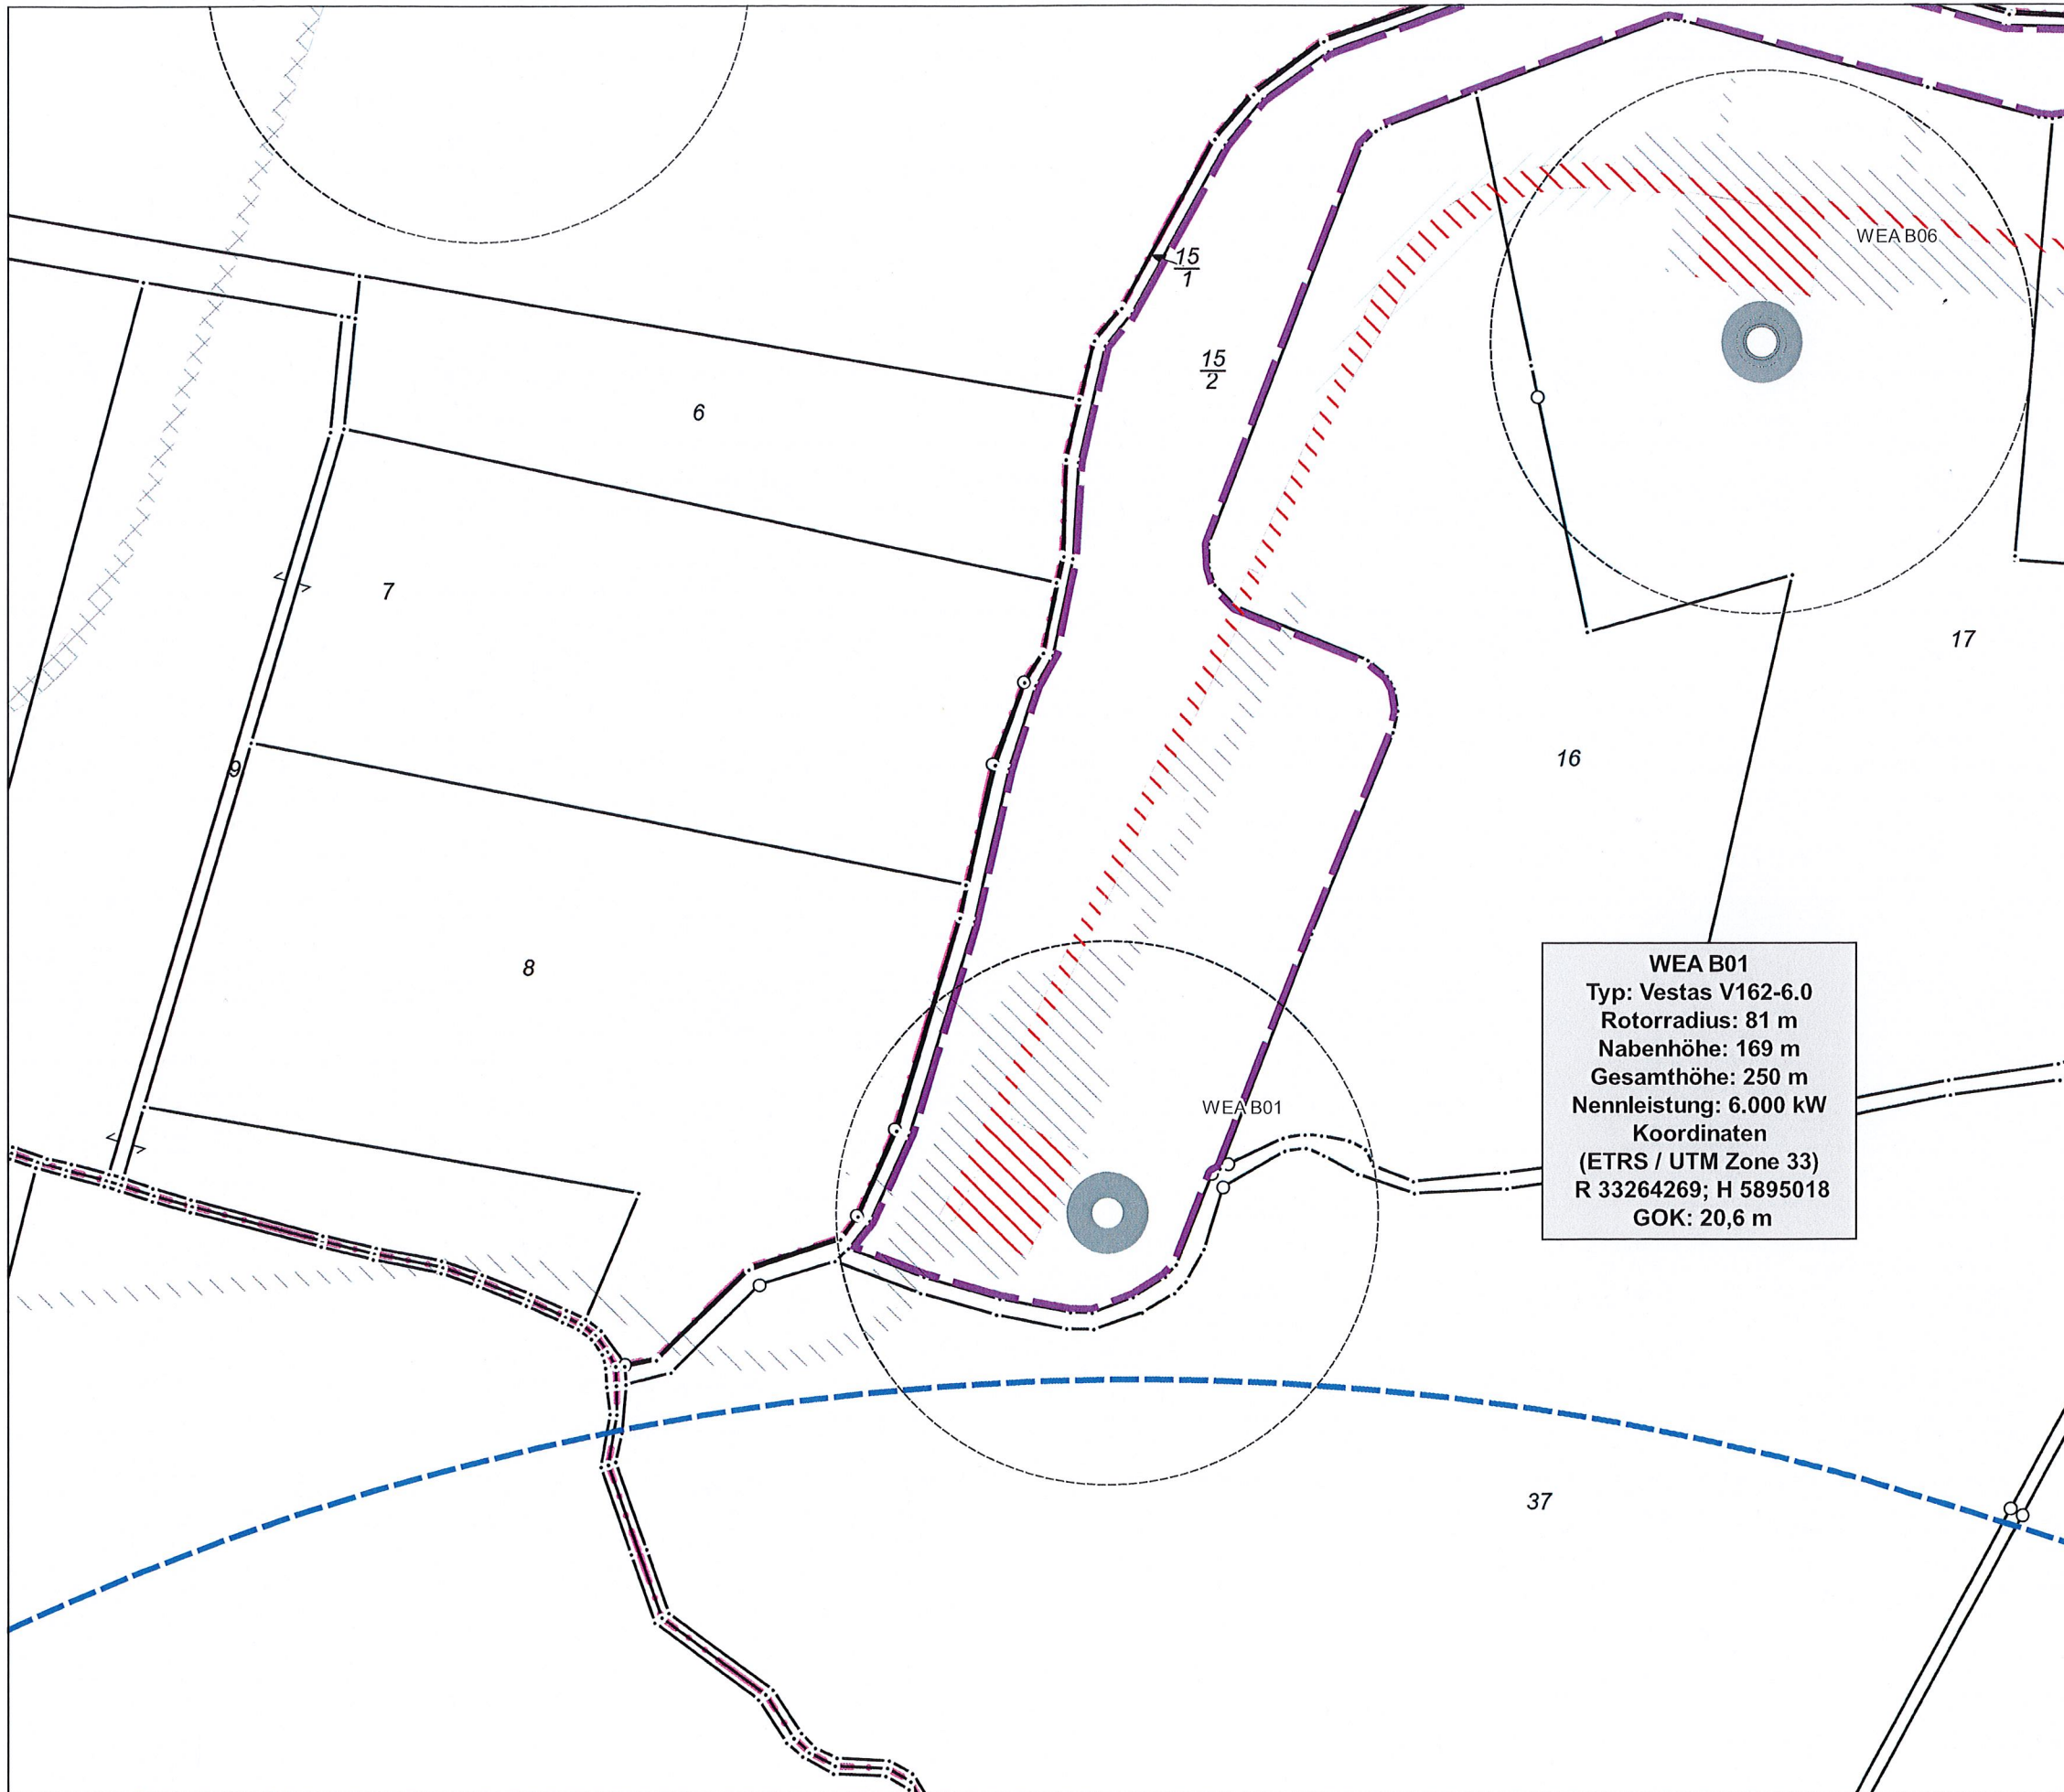 WEA B06
15
1
15
2
6
7
17
16
9
8
WEA B01
WEA B01
Typ: Vestas V162-6.0
Rotorradius: 81 m
Nabenhöhe: 169 m
Gesamthöhe: 250 m
Nennleistung: 6.000 kW
Koordinaten
(ETRS / UTM Zone 33)
R 33264269; H 5895018
GOK: 20,6 m
37